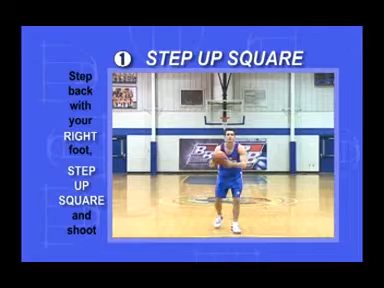 1 STEP UP SQUARE
Step
back
with
your
RIGHT
foot,
STEP
UP
SQUARE
and
shoot